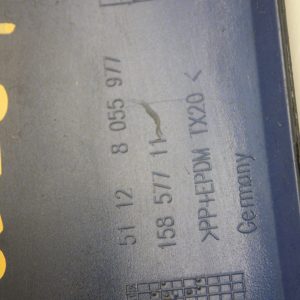 51 12 8 055 977
158 577 11
>PP+EPDM TX20<
Germany